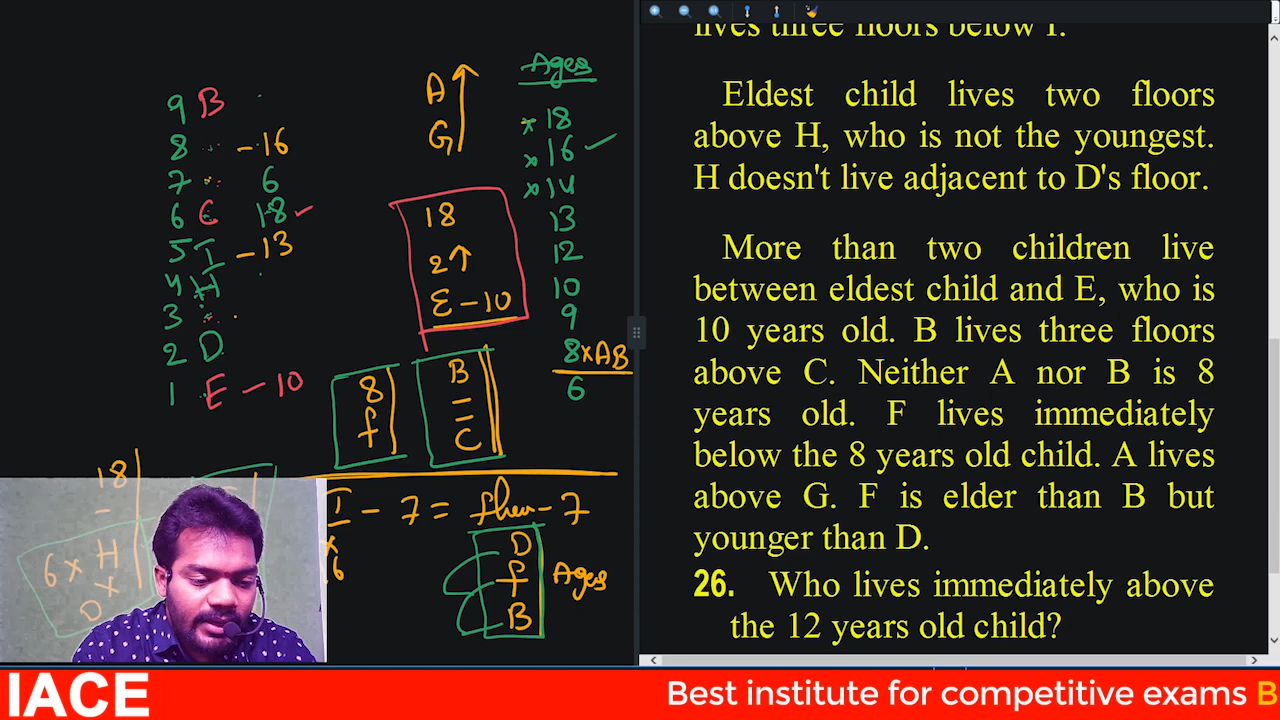 9 B
8 - 16
7 6
6 C 18
5 I - 13
4 H
3
2 D
1 E - 10
A
G
18
2↑
E - 10
Ages
× 18
× 16 ✓
× 14
13
12
10
9
8 × AB
6
8
f
B
–
–
C
I - 7 = flwr - 7
×
D
f
B
Ages
18
-
6 × H
×
D
lives three floors below I.
Eldest child lives two floors
above H, who is not the youngest.
H doesn't live adjacent to D's floor.
More than two children live
between eldest child and E, who is
10 years old. B lives three floors
above C. Neither A nor B is 8
years old. F lives immediately
below the 8 years old child. A lives
above G. F is elder than B but
younger than D.
26. Who lives immediately above
the 12 years old child?
IACE
Best institute for competitive exams B